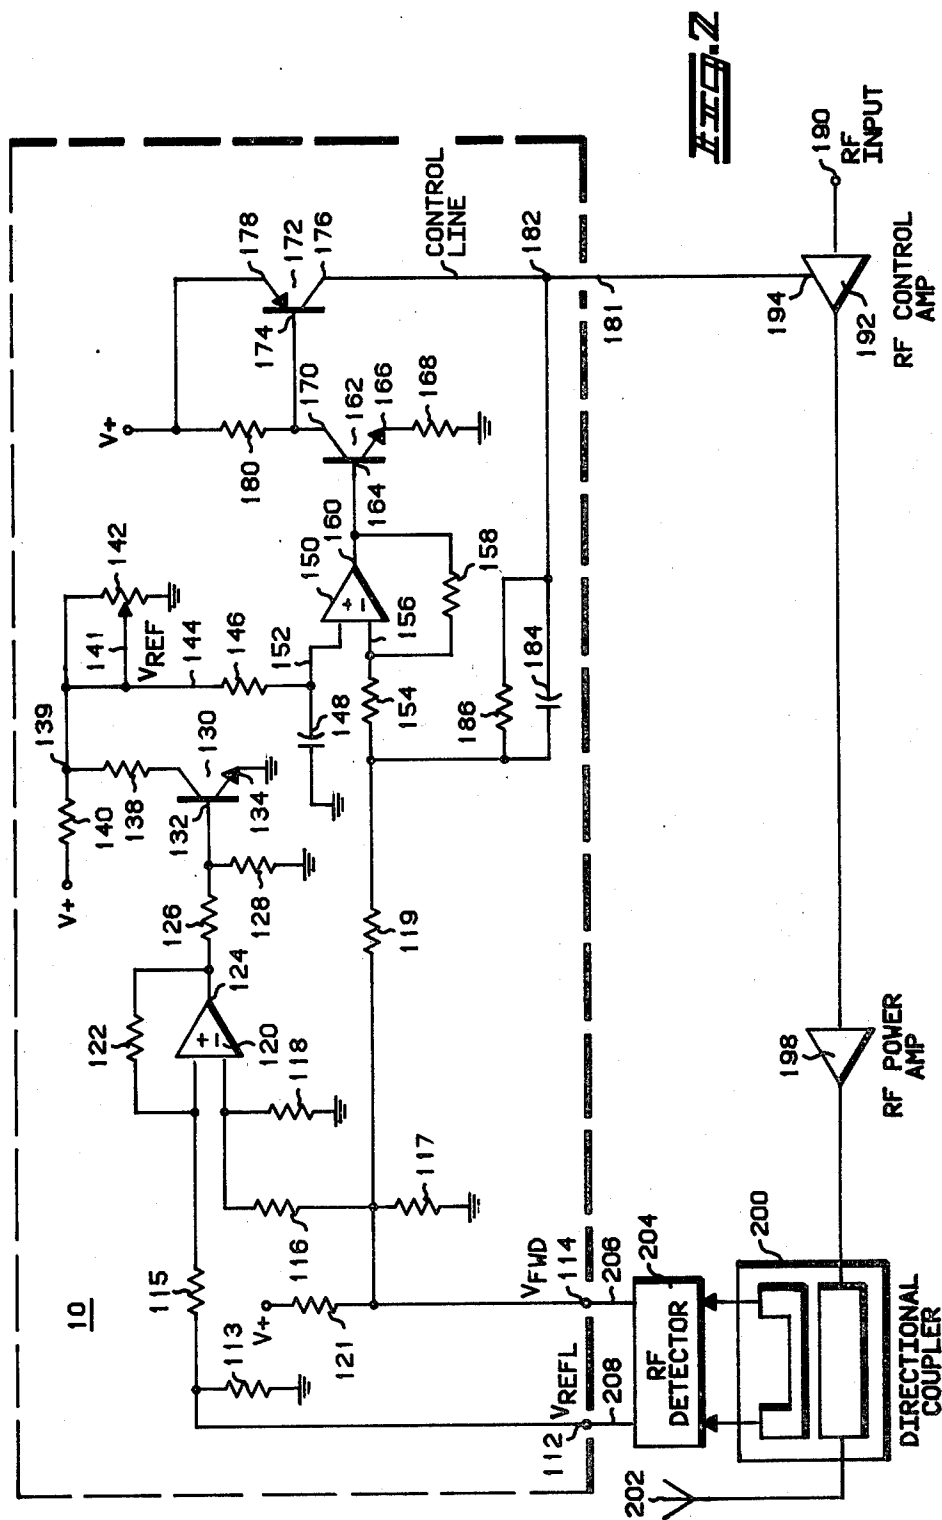 FIG. 2
10
V+
139
140
138
130
132
134
141
142
VREF
144
146
148
152
150
160
156
154
158
V+
180
170
162
164
166
168
174
178
172
176
CONTROL
LINE
182
181
184
186
122
124
126
128
120
118
115
116
117
119
V+
121
113
VREFL
112
VFWD
114
208
206
RF
DETECTOR
204
200
DIRECTIONAL
COUPLER
202
198
RF POWER
AMP
194
192
RF CONTROL
AMP
190
RF
INPUT